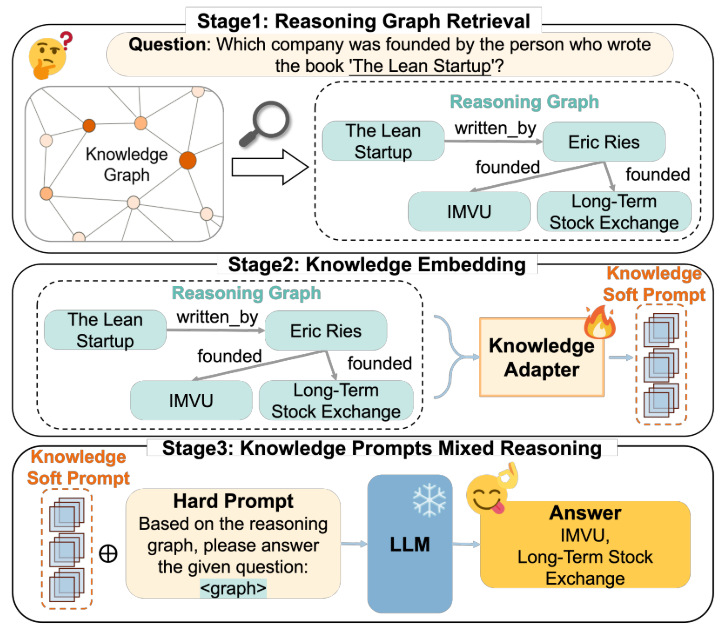 Stage1: Reasoning Graph Retrieval
Question: Which company was founded by the person who wrote
the book 'The Lean Startup'?
Knowledge
Graph
Reasoning Graph
The Lean
Startup
written_by
Eric Ries
founded
founded
IMVU
Long-Term
Stock Exchange
Stage2: Knowledge Embedding
Reasoning Graph
The Lean
Startup
written_by
Eric Ries
founded
founded
IMVU
Long-Term
Stock Exchange
Knowledge
Adapter
Knowledge
Soft Prompt
Stage3: Knowledge Prompts Mixed Reasoning
Knowledge
Soft Prompt
Hard Prompt
Based on the reasoning
graph, please answer
the given question:
<graph>
LLM
Answer
IMVU,
Long-Term Stock
Exchange